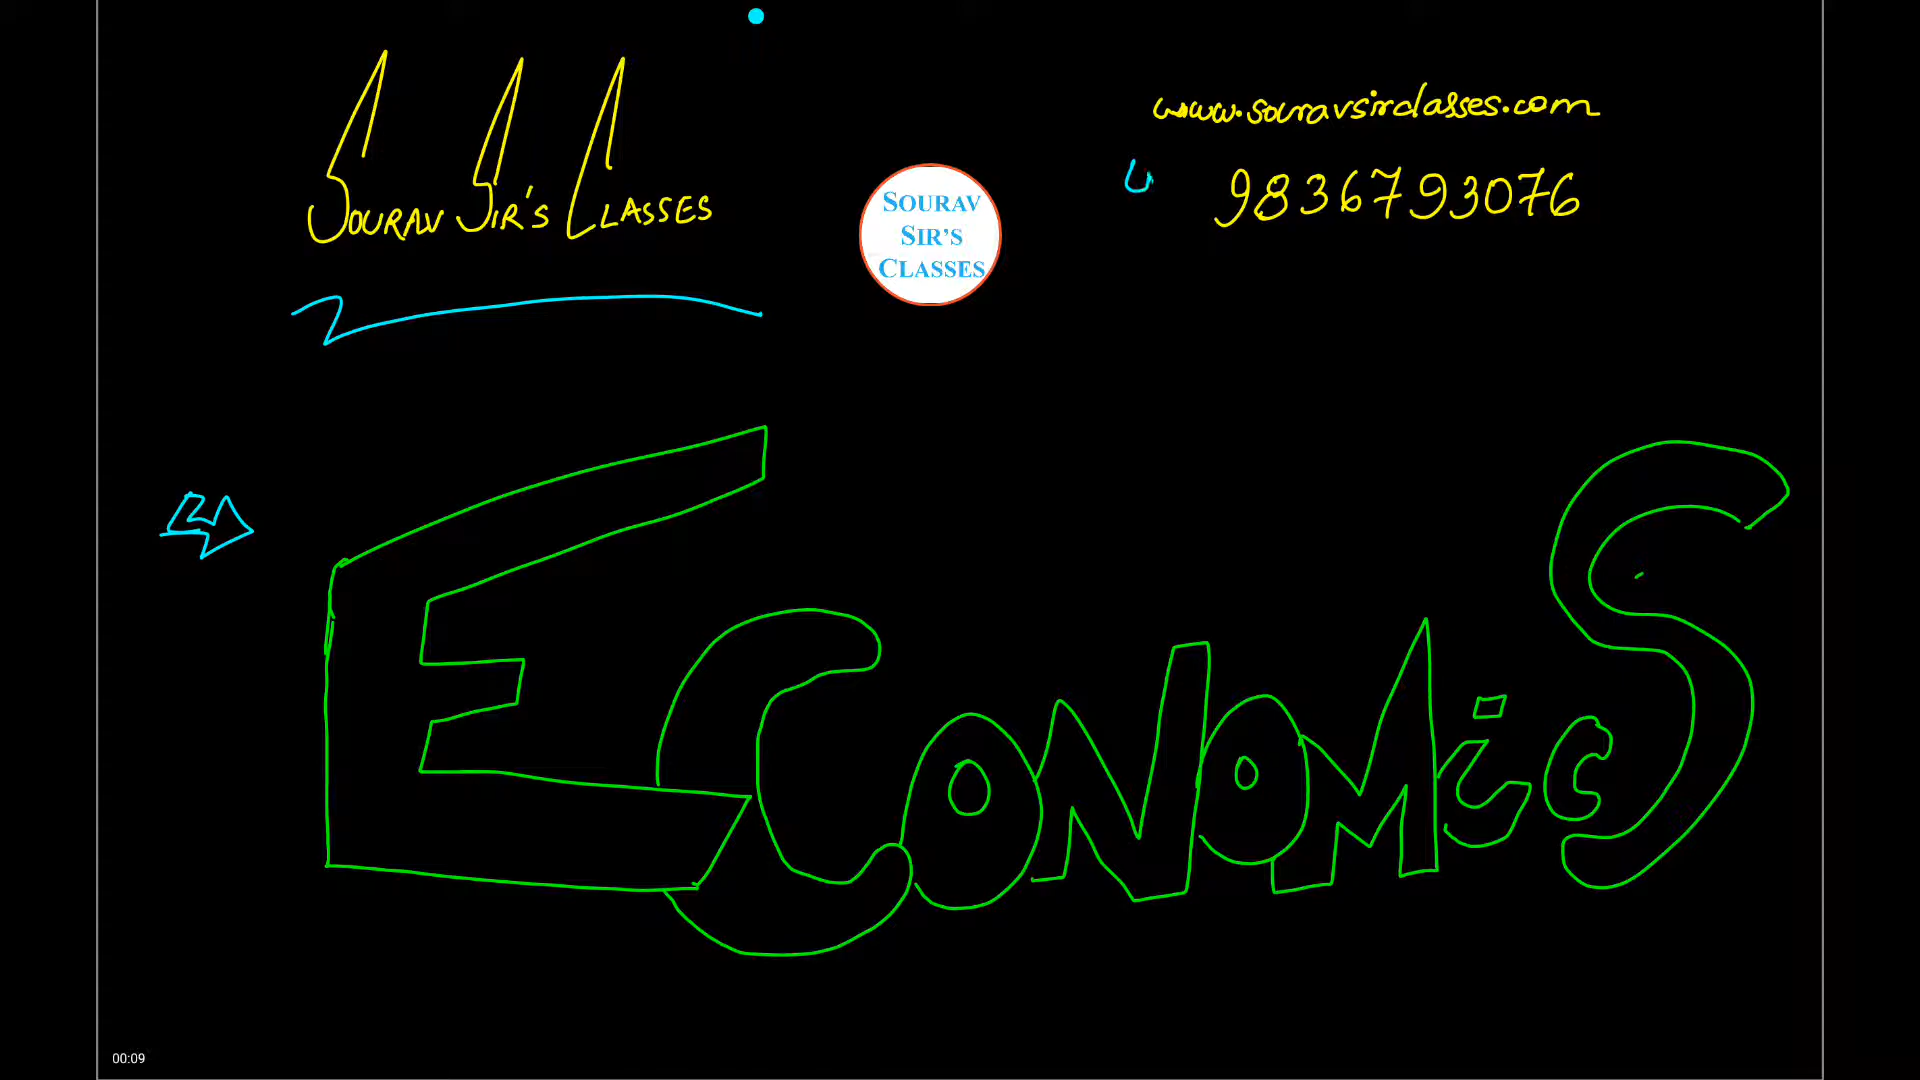 SOURAV SIR'S CLASSES
www.souravsirclasses.com
9836793076
SOURAV
SIR'S
CLASSES
ECONOMiCS
00:09